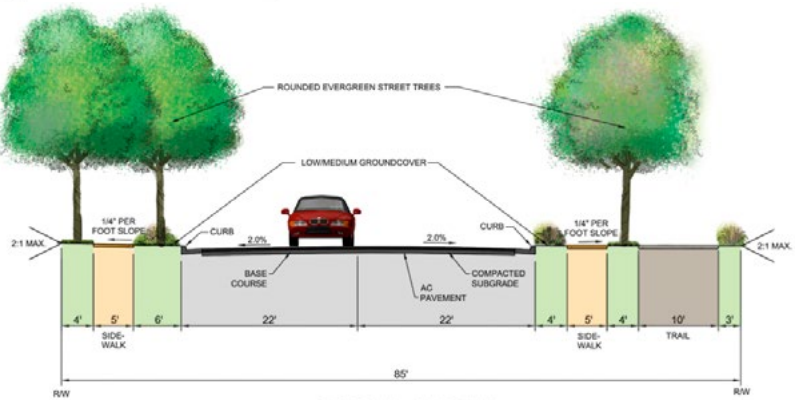 ROUNDED EVERGREEN STREET TREES
LOW/MEDIUM GROUNDCOVER
1/4" PER
FOOT SLOPE
CURB
2.0%
2.0%
CURB
1/4" PER
FOOT SLOPE
2:1 MAX.
2:1 MAX.
BASE
COURSE
AC
PAVEMENT
COMPACTED
SUBGRADE
4'
5'
6'
22'
22'
4'
5'
4'
10'
3'
SIDE-
WALK
SIDE-
WALK
TRAIL
85'
R/W
R/W